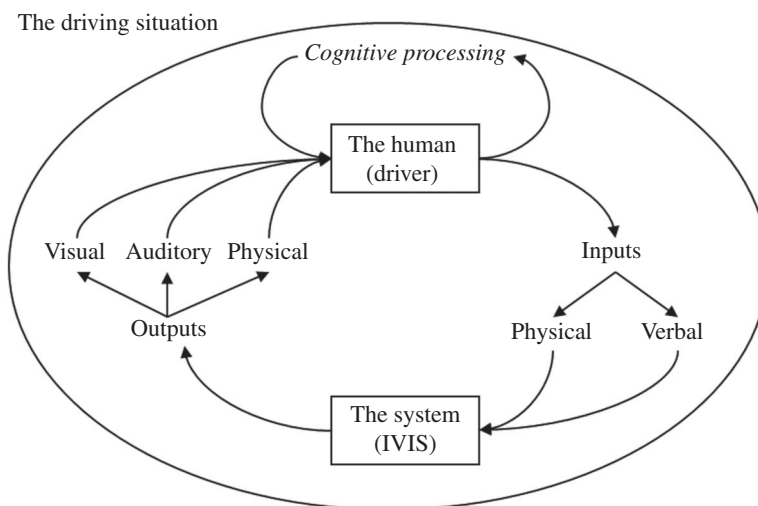 The driving situation
Cognitive processing
The human
(driver)
Visual Auditory Physical
Inputs
Outputs
Physical Verbal
The system
(IVIS)